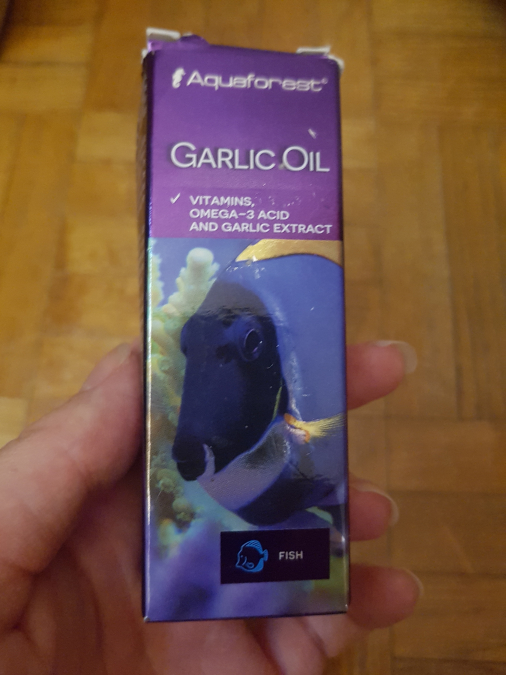 Aquaforest®
GARLIC OIL
✓ VITAMINS,
OMEGA-3 ACID
AND GARLIC EXTRACT
FISH